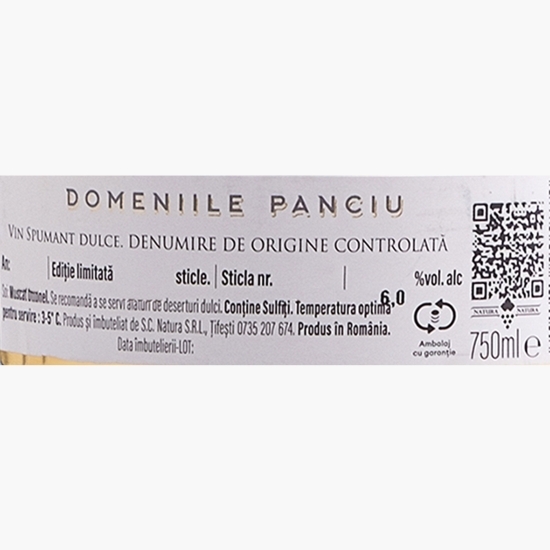 DOMENIILE PANCIU
VIN SPUMANT DULCE. DENUMIRE DE ORIGINE CONTROLATĂ
An: Ediție limitată sticle. Sticla nr. 6,0 %vol. alc
Soi: Muscat Ottonel. Se recomandă a se servi alături de deserturi dulci. Conține Sulfiți. Temperatura optimă
pentru servire : 3-5° C. Produs și îmbuteliat de S.C. Natura S.R.L., Țifești 0735 207 674. Produs în România.
Data îmbutelierii-LOT:
Ambalaj
cu garanție
NATURA NATURA
750ml e